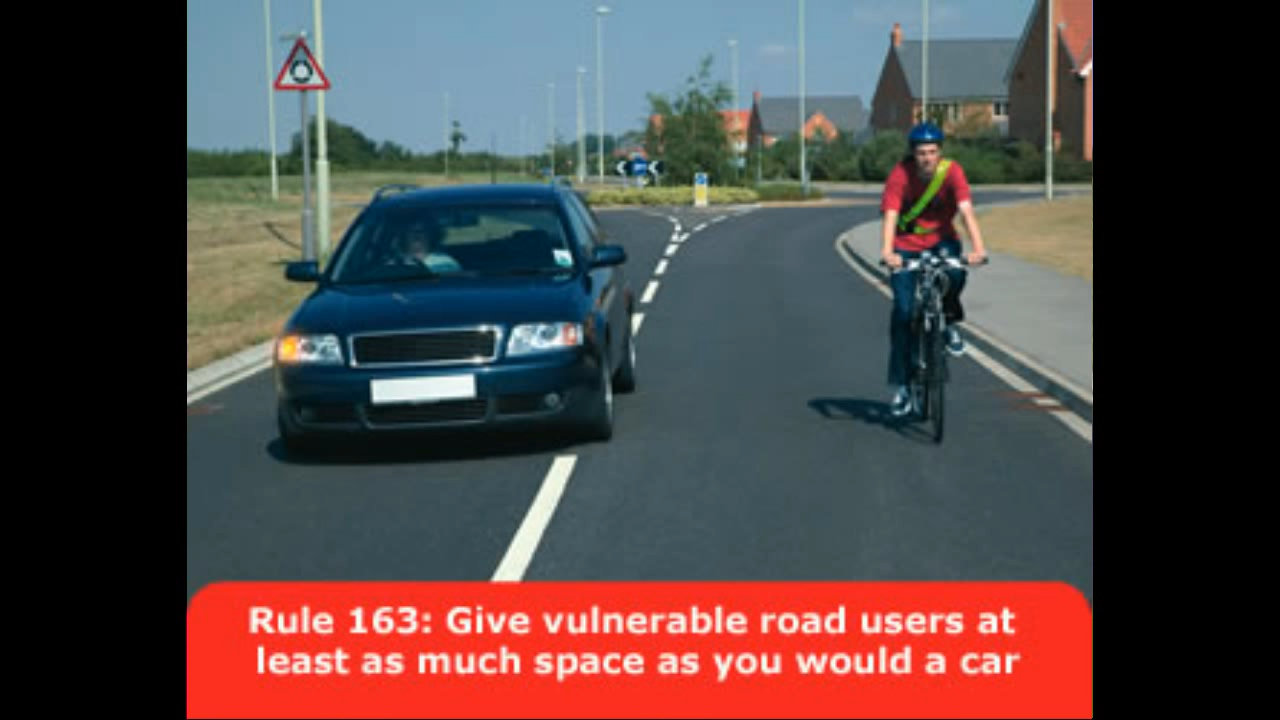 Rule 163: Give vulnerable road users at
least as much space as you would a car